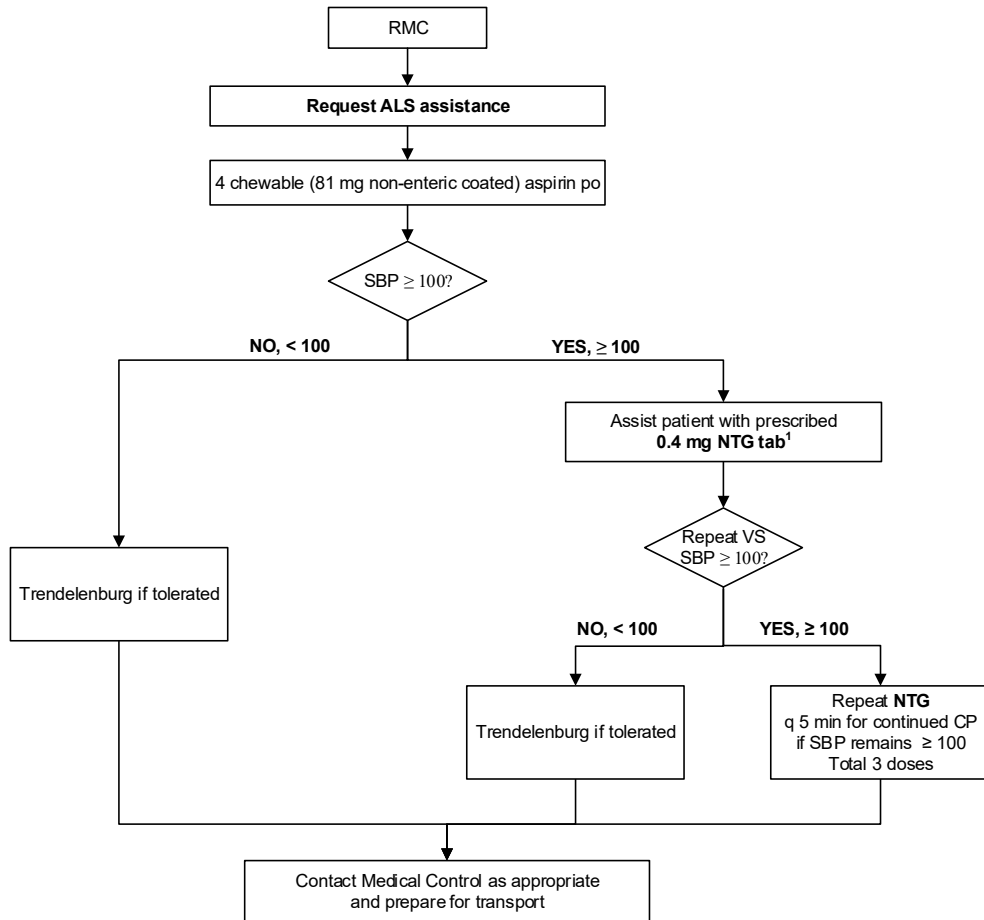 RMC
Request ALS assistance
4 chewable (81 mg non-enteric coated) aspirin po
SBP ≥ 100?
NO, < 100
YES, ≥ 100
Assist patient with prescribed
0.4 mg NTG tab¹
Repeat VS
SBP ≥ 100?
Trendelenburg if tolerated
NO, < 100
YES, ≥ 100
Trendelenburg if tolerated
Repeat NTG
q 5 min for continued CP
if SBP remains ≥ 100
Total 3 doses
Contact Medical Control as appropriate
and prepare for transport